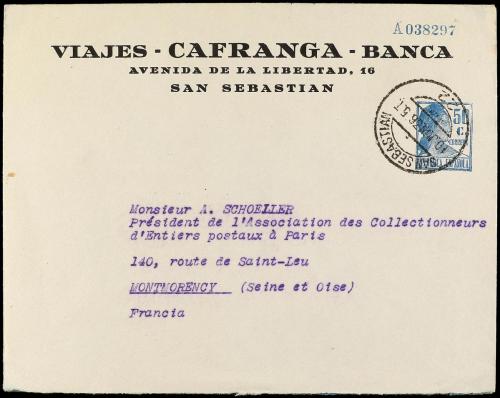 A038297
VIAJES - CAFRANGA - BANCA
AVENIDA DE LA LIBERTAD, 16
SAN SEBASTIAN
50
C
SAN SEBASTIAN
Monsieur A. SCHOELLER
Président de l'Association des Collectionneurs
d'Entiers postaux à Paris
140, route de Saint-Leu
MONTMORENCY (Seine et Oise)
Francia